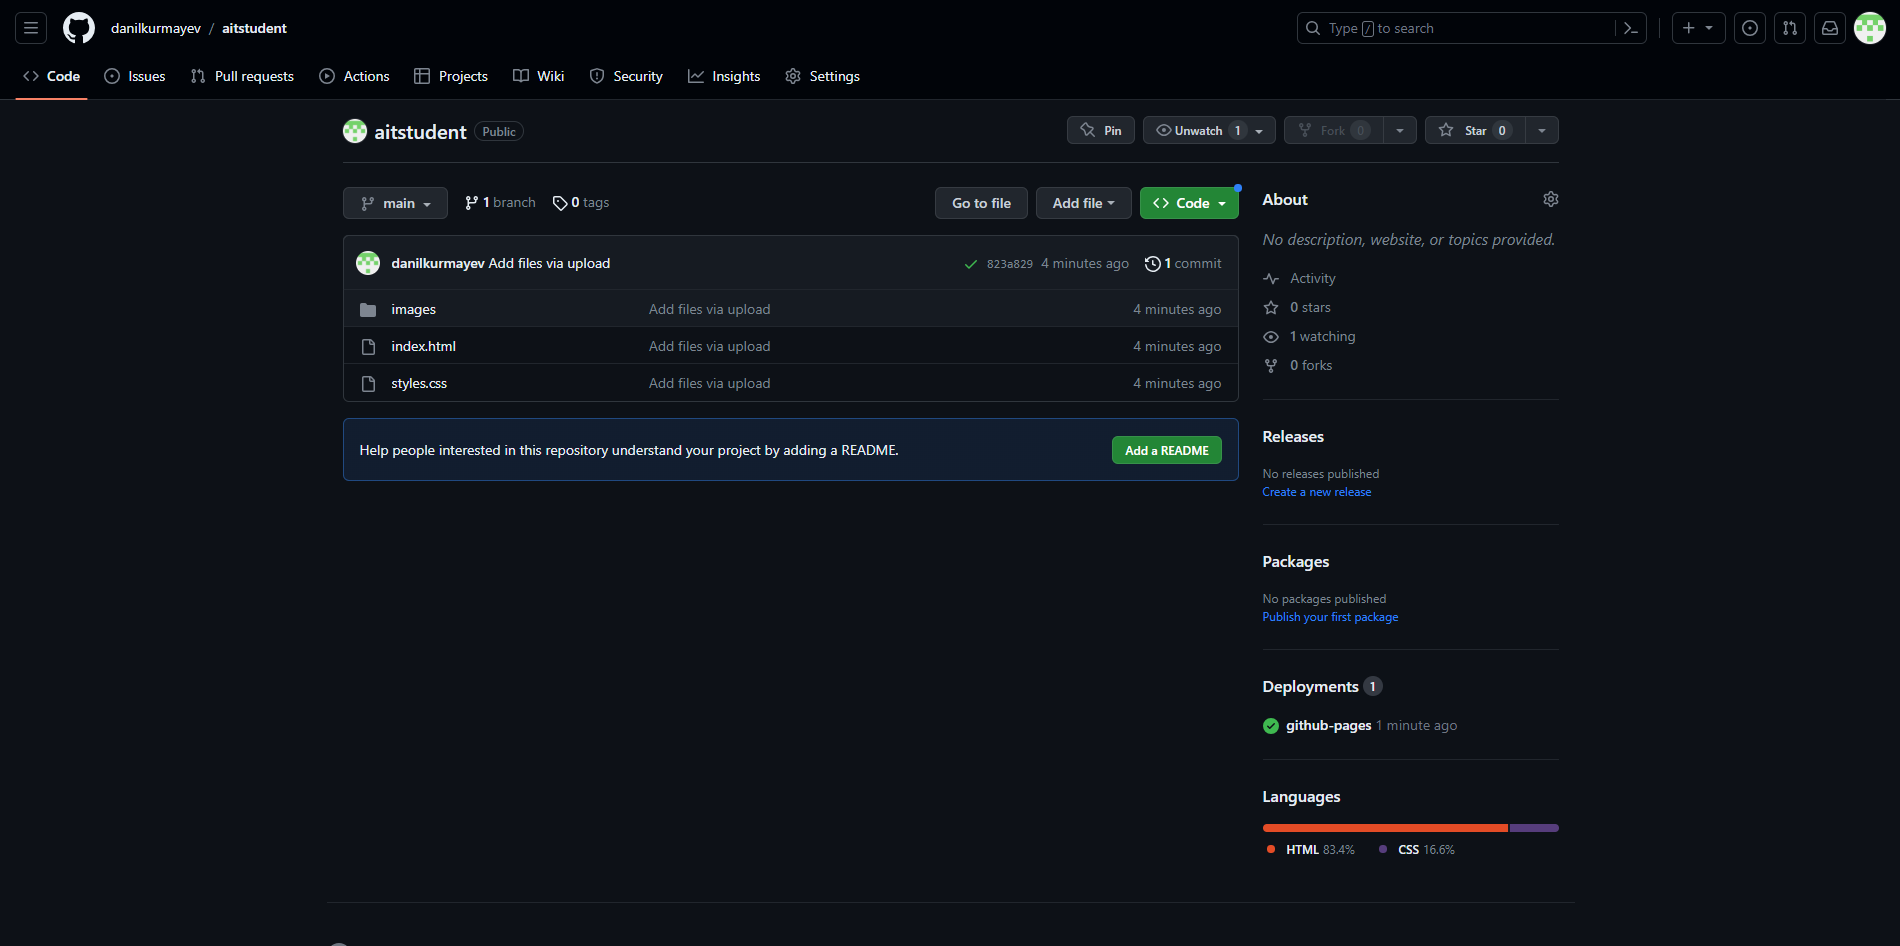 danilkurmayev / aitstudent
Type / to search
Code Issues Pull requests Actions Projects Wiki Security Insights Settings
aitstudent Public
Pin Unwatch 1 Fork 0 Star 0
main 1 branch 0 tags Go to file Add file Code
danilkurmayev Add files via upload 823a829 4 minutes ago 1 commit
images Add files via upload 4 minutes ago
index.html Add files via upload 4 minutes ago
styles.css Add files via upload 4 minutes ago
Help people interested in this repository understand your project by adding a README. Add a README
About
No description, website, or topics provided.
Activity
0 stars
1 watching
0 forks
Releases
No releases published
Create a new release
Packages
No packages published
Publish your first package
Deployments 1
github-pages 1 minute ago
Languages
HTML 83.4% CSS 16.6%